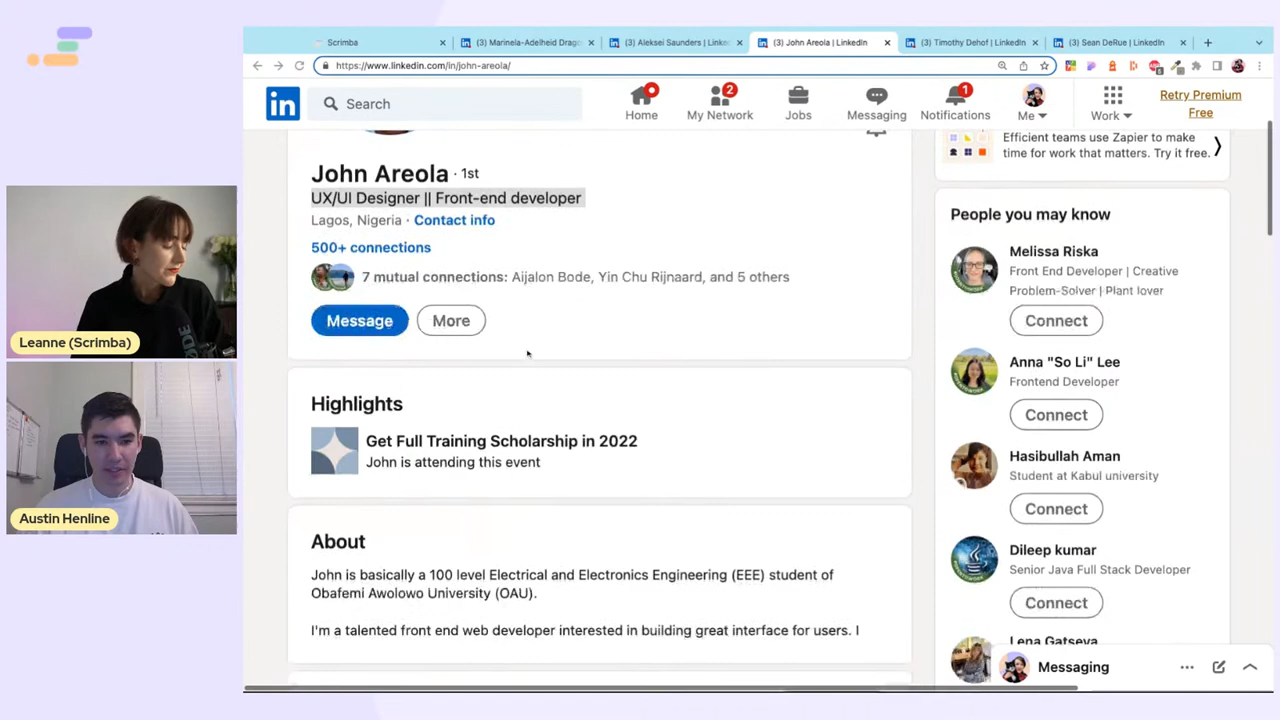 Scrimba
(3) Marinela-Adelheid Drago
(3) Aleksei Saunders | Linke
(3) John Areola | LinkedIn
(3) Timothy Dehof | LinkedIn
(3) Sean DeRue | LinkedIn
https://www.linkedin.com/in/john-areola/
in
Search
Home
2
My Network
Jobs
Messaging
1
Notifications
Me
Work
Retry Premium
Free
John Areola · 1st
UX/UI Designer || Front-end developer
Lagos, Nigeria · Contact info
500+ connections
7 mutual connections: Aijalon Bode, Yin Chu Rijnaard, and 5 others
Message
More
Highlights
Get Full Training Scholarship in 2022
John is attending this event
About
John is basically a 100 level Electrical and Electronics Engineering (EEE) student of
Obafemi Awolowo University (OAU).
I'm a talented front end web developer interested in building great interface for users. I
Efficient teams use Zapier to make
time for work that matters. Try it free.
People you may know
Melissa Riska
Front End Developer | Creative
Problem-Solver | Plant lover
Connect
Anna "So Li" Lee
Frontend Developer
Connect
Hasibullah Aman
Student at Kabul university
Connect
Dileep kumar
Senior Java Full Stack Developer
Connect
Lena Gatseva
Messaging
Leanne (Scrimba)
Austin Henline